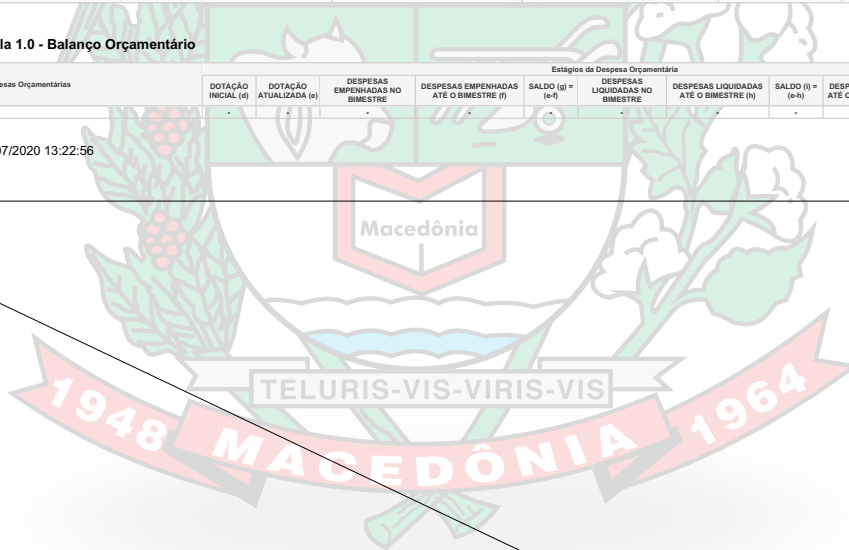 la 1.0 - Balanço Orçamentário
Estágios da Despesa Orçamentária
esas Orçamentárias
DOTAÇÃO INICIAL (d)
DOTAÇÃO ATUALIZADA (e)
DESPESAS EMPENHADAS NO BIMESTRE
DESPESAS EMPENHADAS ATÉ O BIMESTRE (f)
SALDO (g) = (e-f)
DESPESAS LIQUIDADAS NO BIMESTRE
DESPESAS LIQUIDADAS ATÉ O BIMESTRE (h)
SALDO (i) = (e-h)
DESP
ATÉ O
- - - - - - - -
07/2020 13:22:56
Macedônia
TELURIS-VIS-VIRIS-VIS
1948 MACEDÔNIA 1964